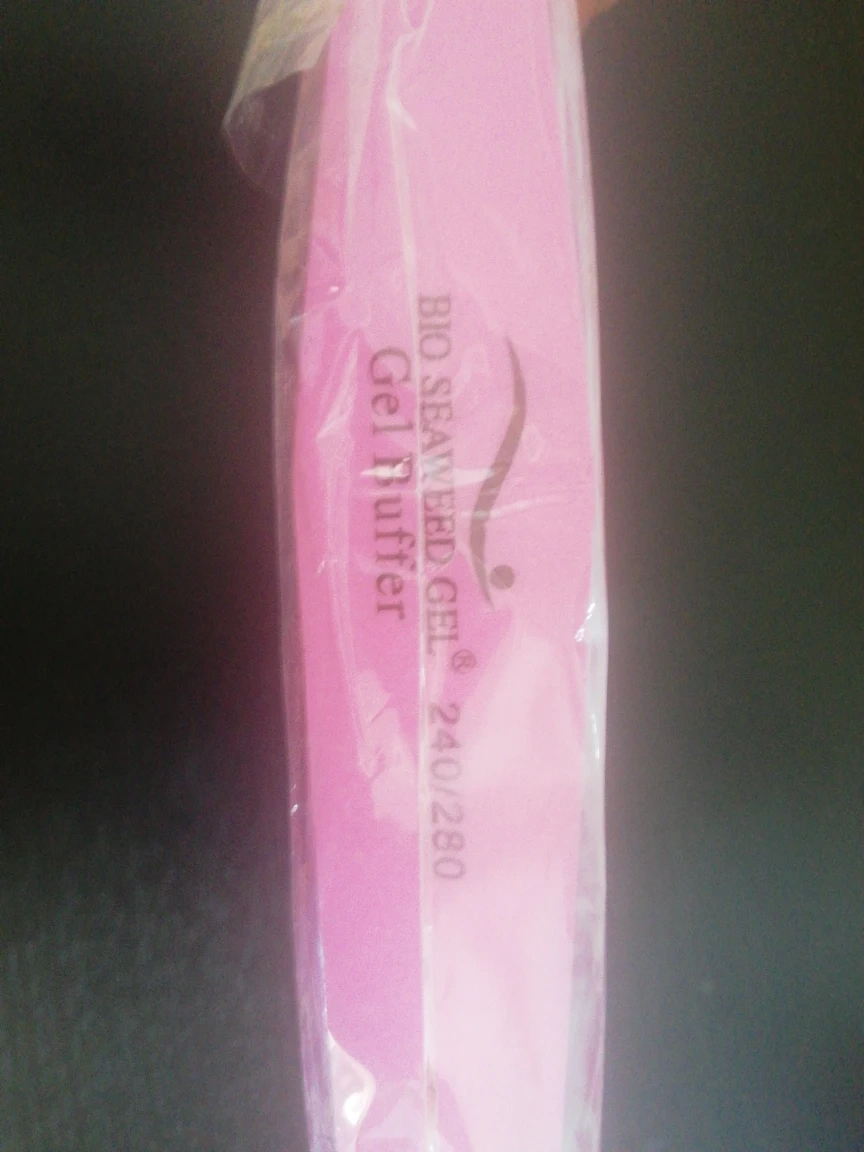 BIO SEAWEED GEL® 240/280
Gel Buffer